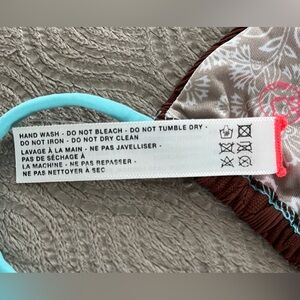 HAND WASH - DO NOT BLEACH - DO NOT TUMBLE DRY -
DO NOT IRON - DO NOT DRY CLEAN
LAVAGE À LA MAIN - NE PAS JAVELLISER -
PAS DE SÉCHAGE À
LA MACHINE - NE PAS REPASSER -
NE PAS NETTOYER À SEC